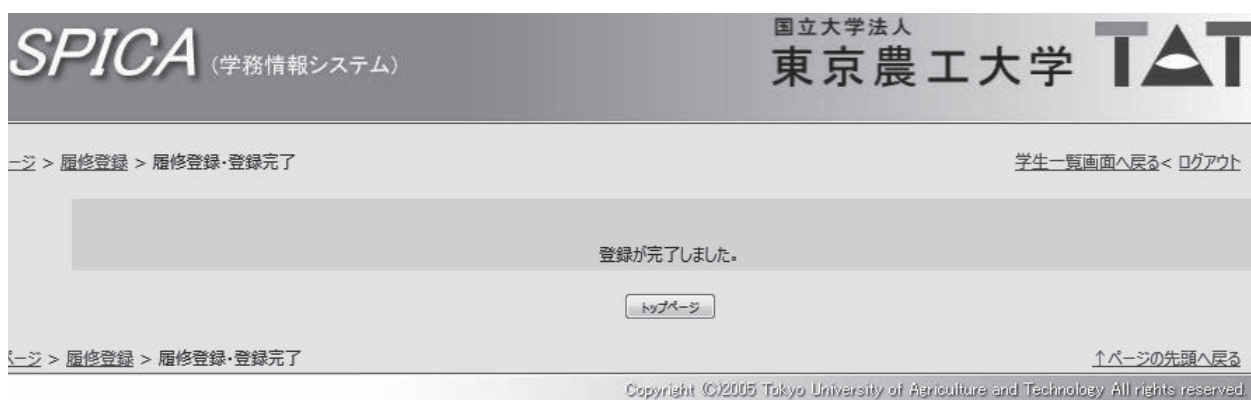 SPICA (学務情報システム)
国立大学法人
東京農工大学 TAT
ージ > 履修登録 > 履修登録・登録完了
学生一覧画面へ戻る< ログアウト
登録が完了しました。
トップページ
ページ > 履修登録 > 履修登録・登録完了
↑ページの先頭へ戻る
Copyright (C)2005 Tokyo University of Agriculture and Technology All rights reserved.